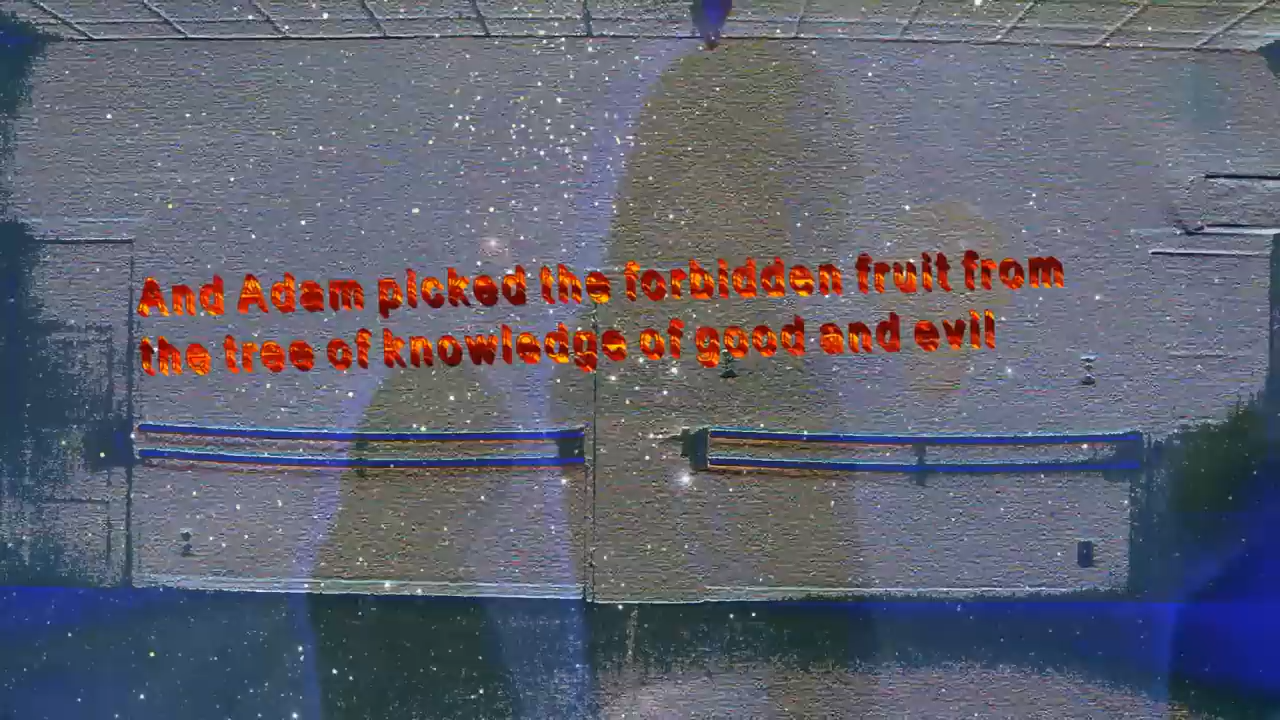 And Adam picked the forbidden fruit from
the tree of knowledge of good and evil